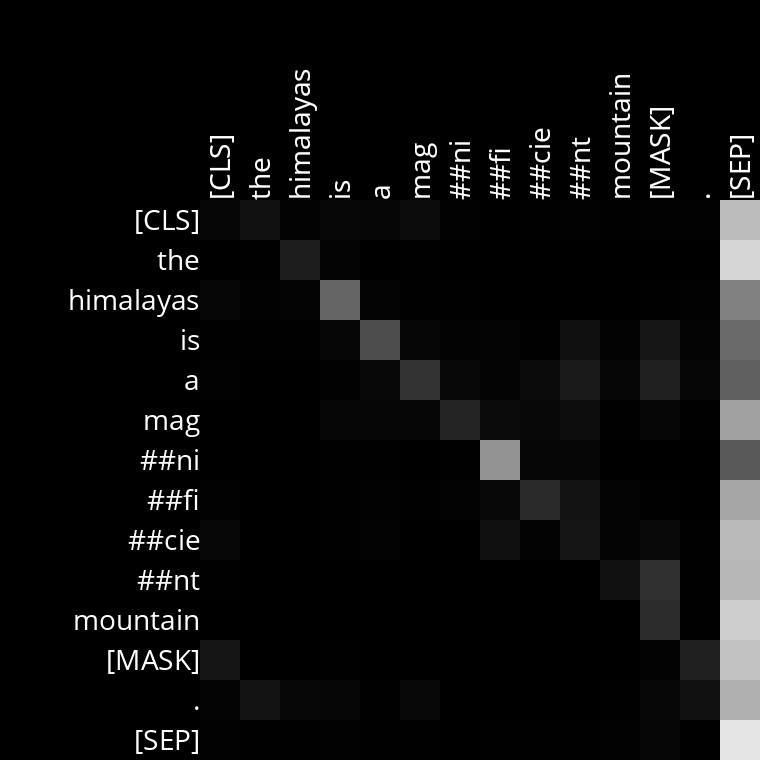 [CLS] the himalayas is a mag ##ni ##fi ##cie ##nt mountain [MASK] . [SEP]
[CLS]
the
himalayas
is
a
mag
##ni
##fi
##cie
##nt
mountain
[MASK]
.
[SEP]